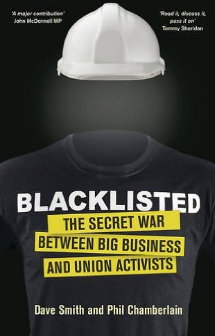 'A major contribution'
John McDonnell MP
'Read it, discuss it,
pass it on'
Tommy Sheridan
BLACKLISTED
THE SECRET WAR
BETWEEN BIG BUSINESS
AND UNION ACTIVISTS
Dave Smith and Phil Chamberlain